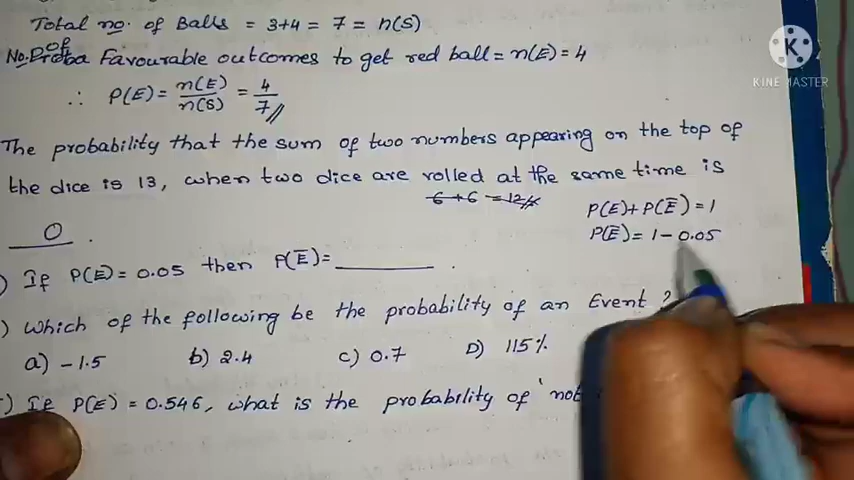 Total no. of Balls = 3+4 = 7 = n(S)
No. of Favourable outcomes to get red ball = n(E) = 4
∴ P(E) = n(E)/n(S) = 4/7
The probability that the sum of two numbers appearing on the top of
the dice is 13, when two dice are rolled at the same time is
6+6 = 12
0 .
P(E) + P(E̅) = 1
P(E̅) = 1 - 0.05
) If P(E) = 0.05 then P(E̅) = ________ .
) Which of the following be the probability of an Event ?
a) -1.5 b) 2.4 c) 0.7 D) 115%
) If P(E) = 0.546, what is the probability of 'not
K
KINE MASTER